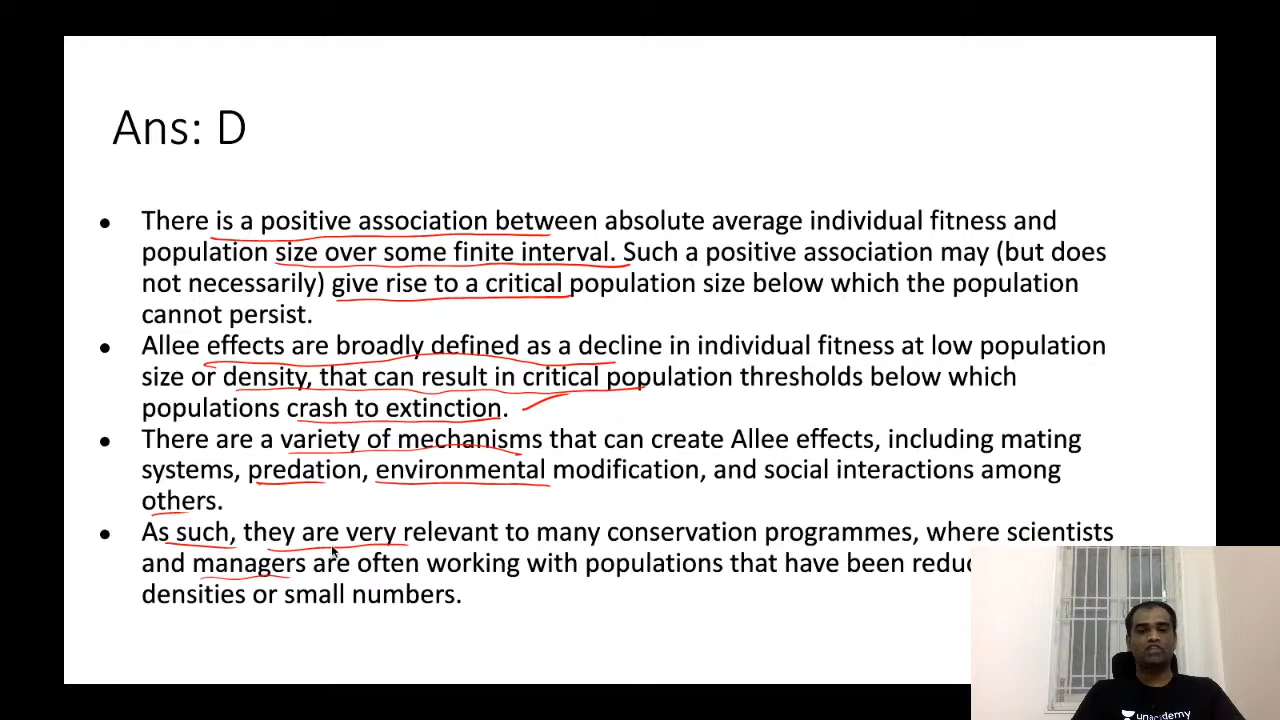 Ans: D
• There is a positive association between absolute average individual fitness and
population size over some finite interval. Such a positive association may (but does
not necessarily) give rise to a critical population size below which the population
cannot persist.
• Allee effects are broadly defined as a decline in individual fitness at low population
size or density, that can result in critical population thresholds below which
populations crash to extinction.
• There are a variety of mechanisms that can create Allee effects, including mating
systems, predation, environmental modification, and social interactions among
others.
• As such, they are very relevant to many conservation programmes, where scientists
and managers are often working with populations that have been
densities or small numbers.
unacademy